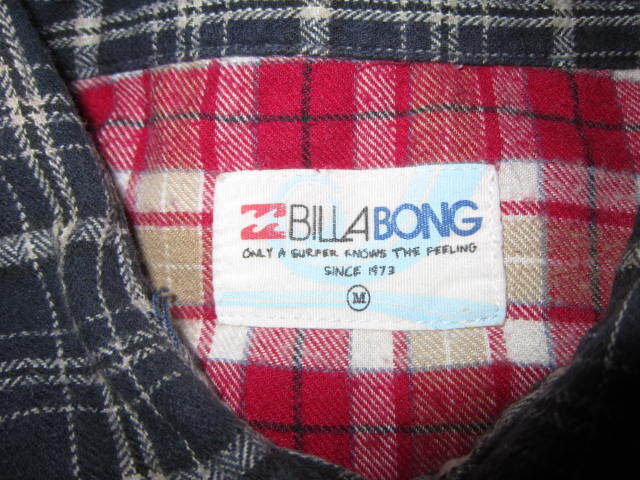 BILLABONG
ONLY A SURFER KNOWS THE FEELING
SINCE 1973
M